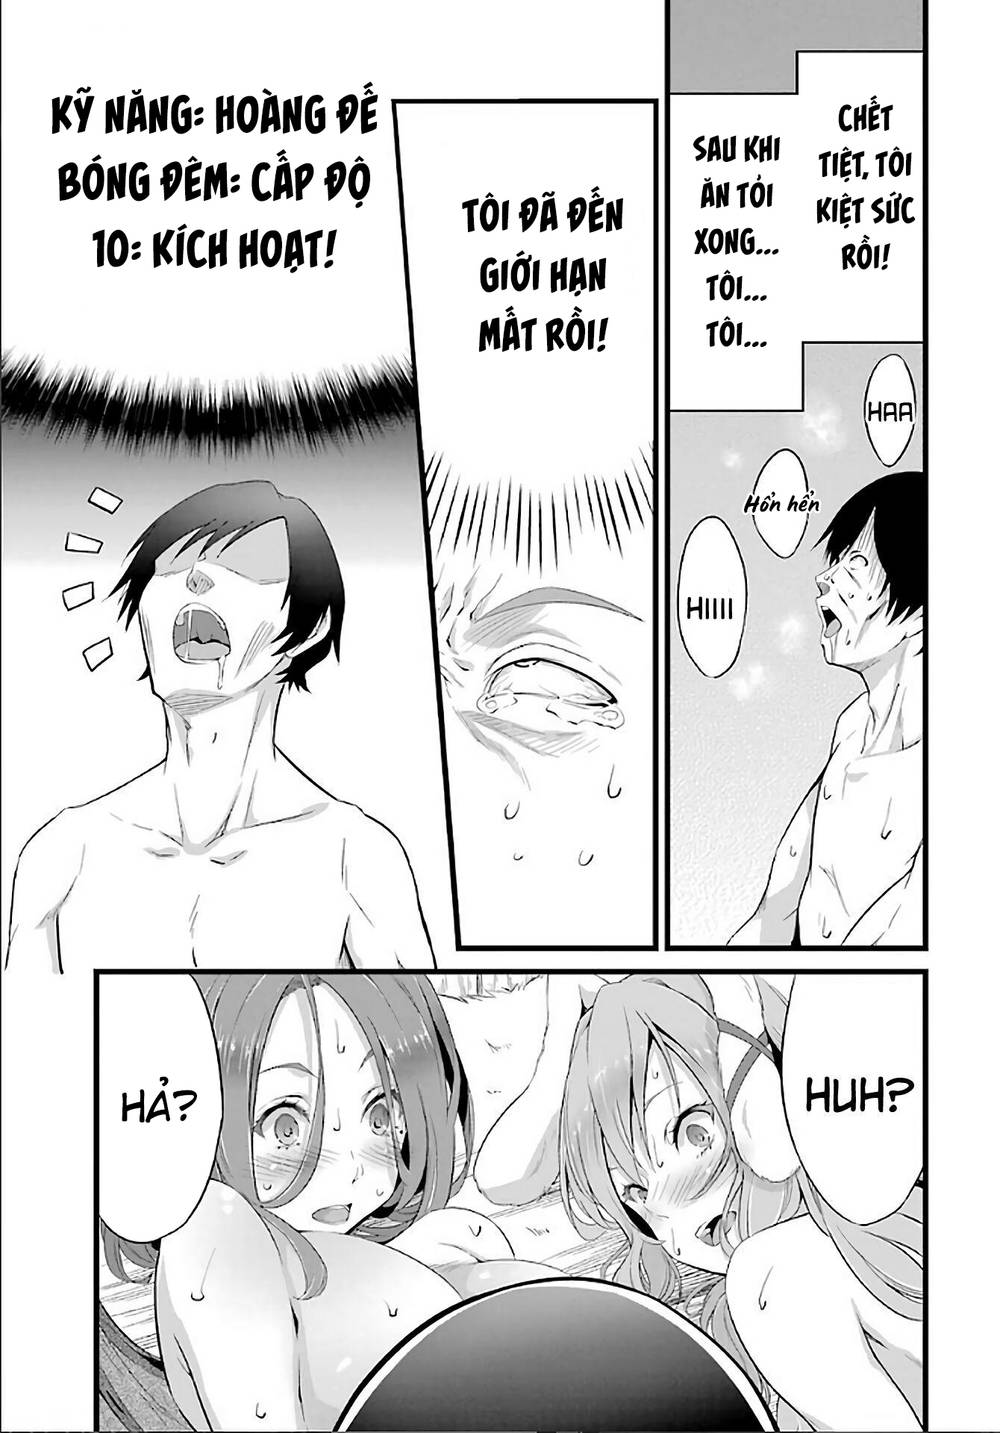 CHẾT
TIỆT, TÔI
KIỆT SỨC
RỒI!
SAU KHI
ĂN TỎI
XONG...
TÔI...
TÔI...
HAA
Hổn hển
HIIII
TÔI ĐÃ ĐẾN
GIỚI HẠN
MẤT RỒI!
KỸ NĂNG: HOÀNG ĐẾ
BÓNG ĐÊM: CẤP ĐỘ
10: KÍCH HOẠT!
HUH?
HẢ?